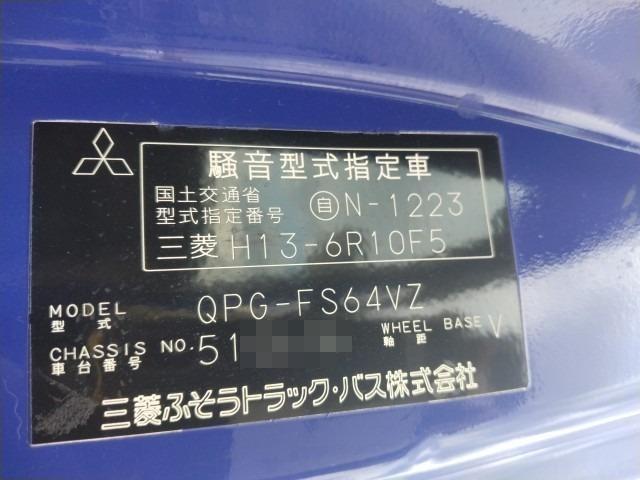 騒音型式指定車
国土交通省
型式指定番号 自N-1223
三菱 H13-6R10F5
MODEL 型式 QPG-FS64VZ
CHASSIS NO. 車台番号 51 WHEEL BASE 軸距 V
三菱ふそうトラック・バス株式会社